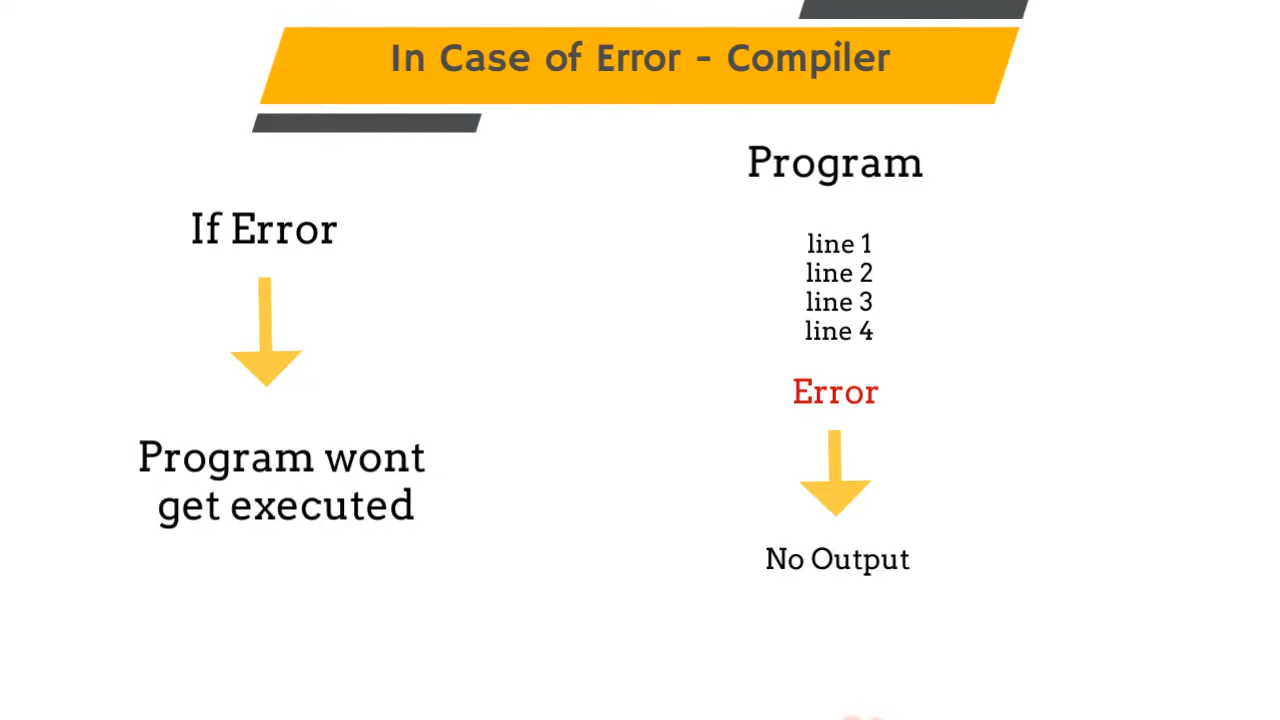 In Case of Error - Compiler
If Error
Program wont
get executed
Program
line 1
line 2
line 3
line 4
Error
No Output